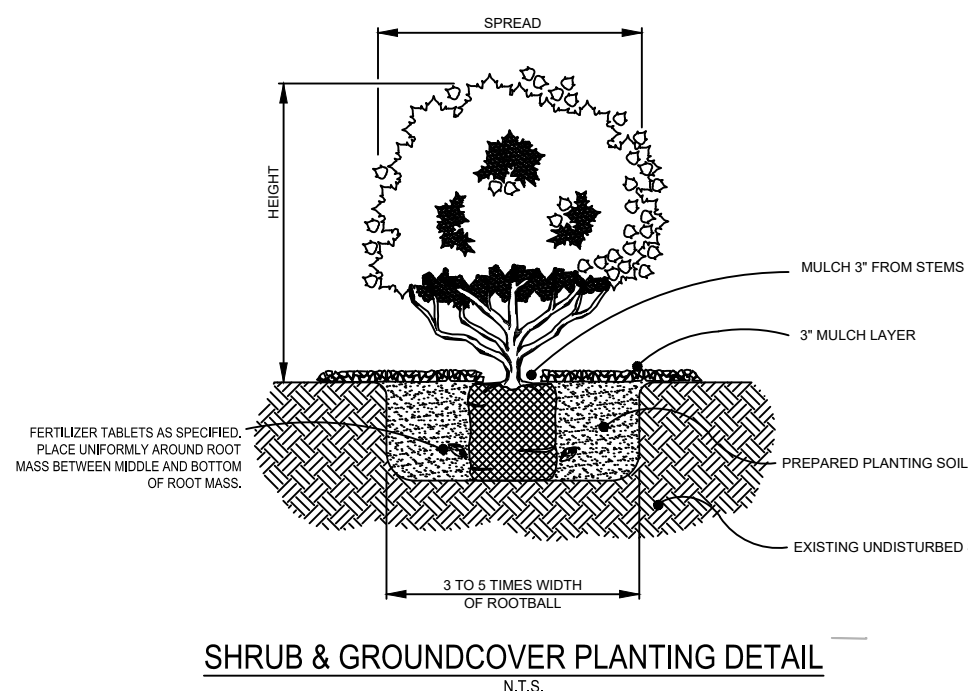 SPREAD
HEIGHT
MULCH 3" FROM STEMS
3" MULCH LAYER
FERTILIZER TABLETS AS SPECIFIED.
PLACE UNIFORMLY AROUND ROOT
MASS BETWEEN MIDDLE AND BOTTOM
OF ROOT MASS.
PREPARED PLANTING SOIL
EXISTING UNDISTURBED
3 TO 5 TIMES WIDTH
OF ROOTBALL
SHRUB & GROUNDCOVER PLANTING DETAIL
N.T.S.